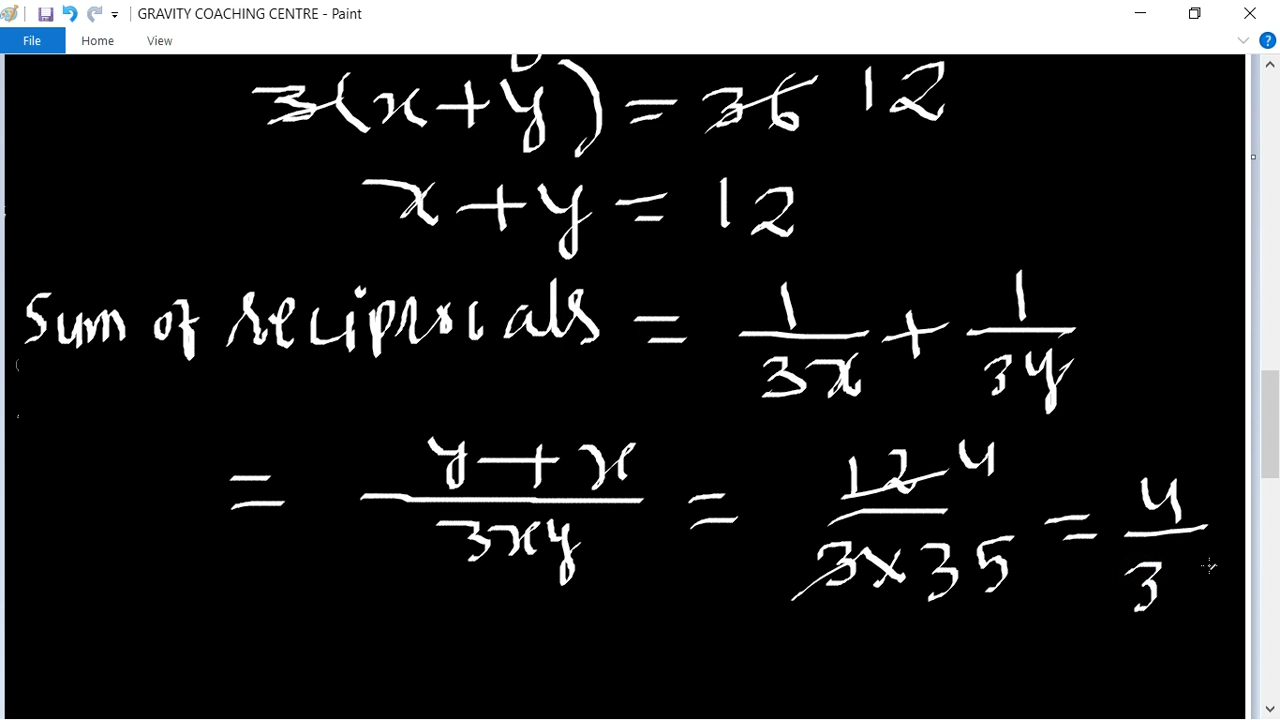 GRAVITY COACHING CENTRE - Paint
File Home View
3(x+y) = 36 12
x+y = 12
Sum of reciprocals = 1/3x + 1/3y
= y+x/3xy = 12 4/3×35 = 4/3